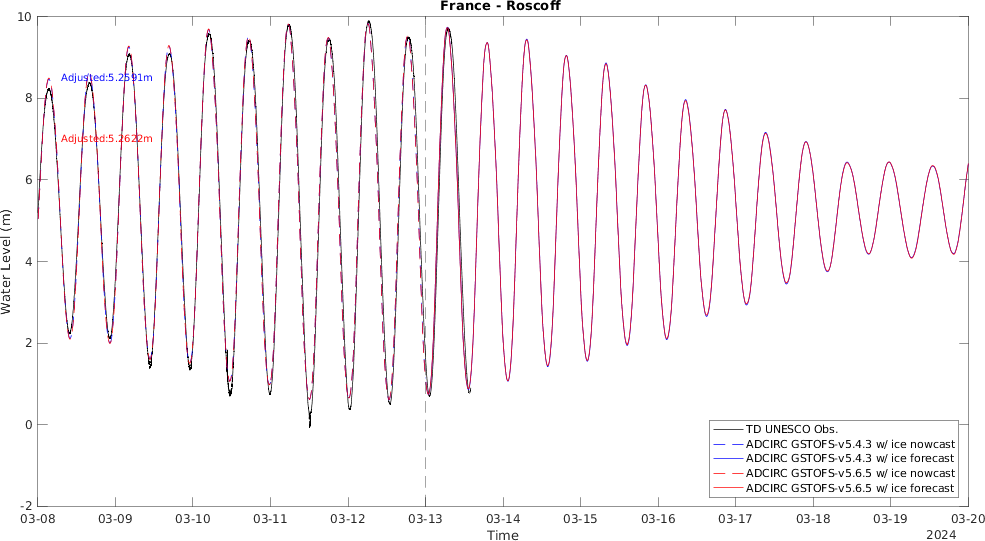 France - Roscoff
10
8
6
4
2
0
-2
Water Level (m)
Adjusted:5.2591m
Adjusted:5.2622m
TD UNESCO Obs.
ADCIRC GSTOFS-v5.4.3 w/ ice nowcast
ADCIRC GSTOFS-v5.4.3 w/ ice forecast
ADCIRC GSTOFS-v5.6.5 w/ ice nowcast
ADCIRC GSTOFS-v5.6.5 w/ ice forecast
03-08 03-09 03-10 03-11 03-12 03-13 03-14 03-15 03-16 03-17 03-18 03-19 03-20
Time
2024